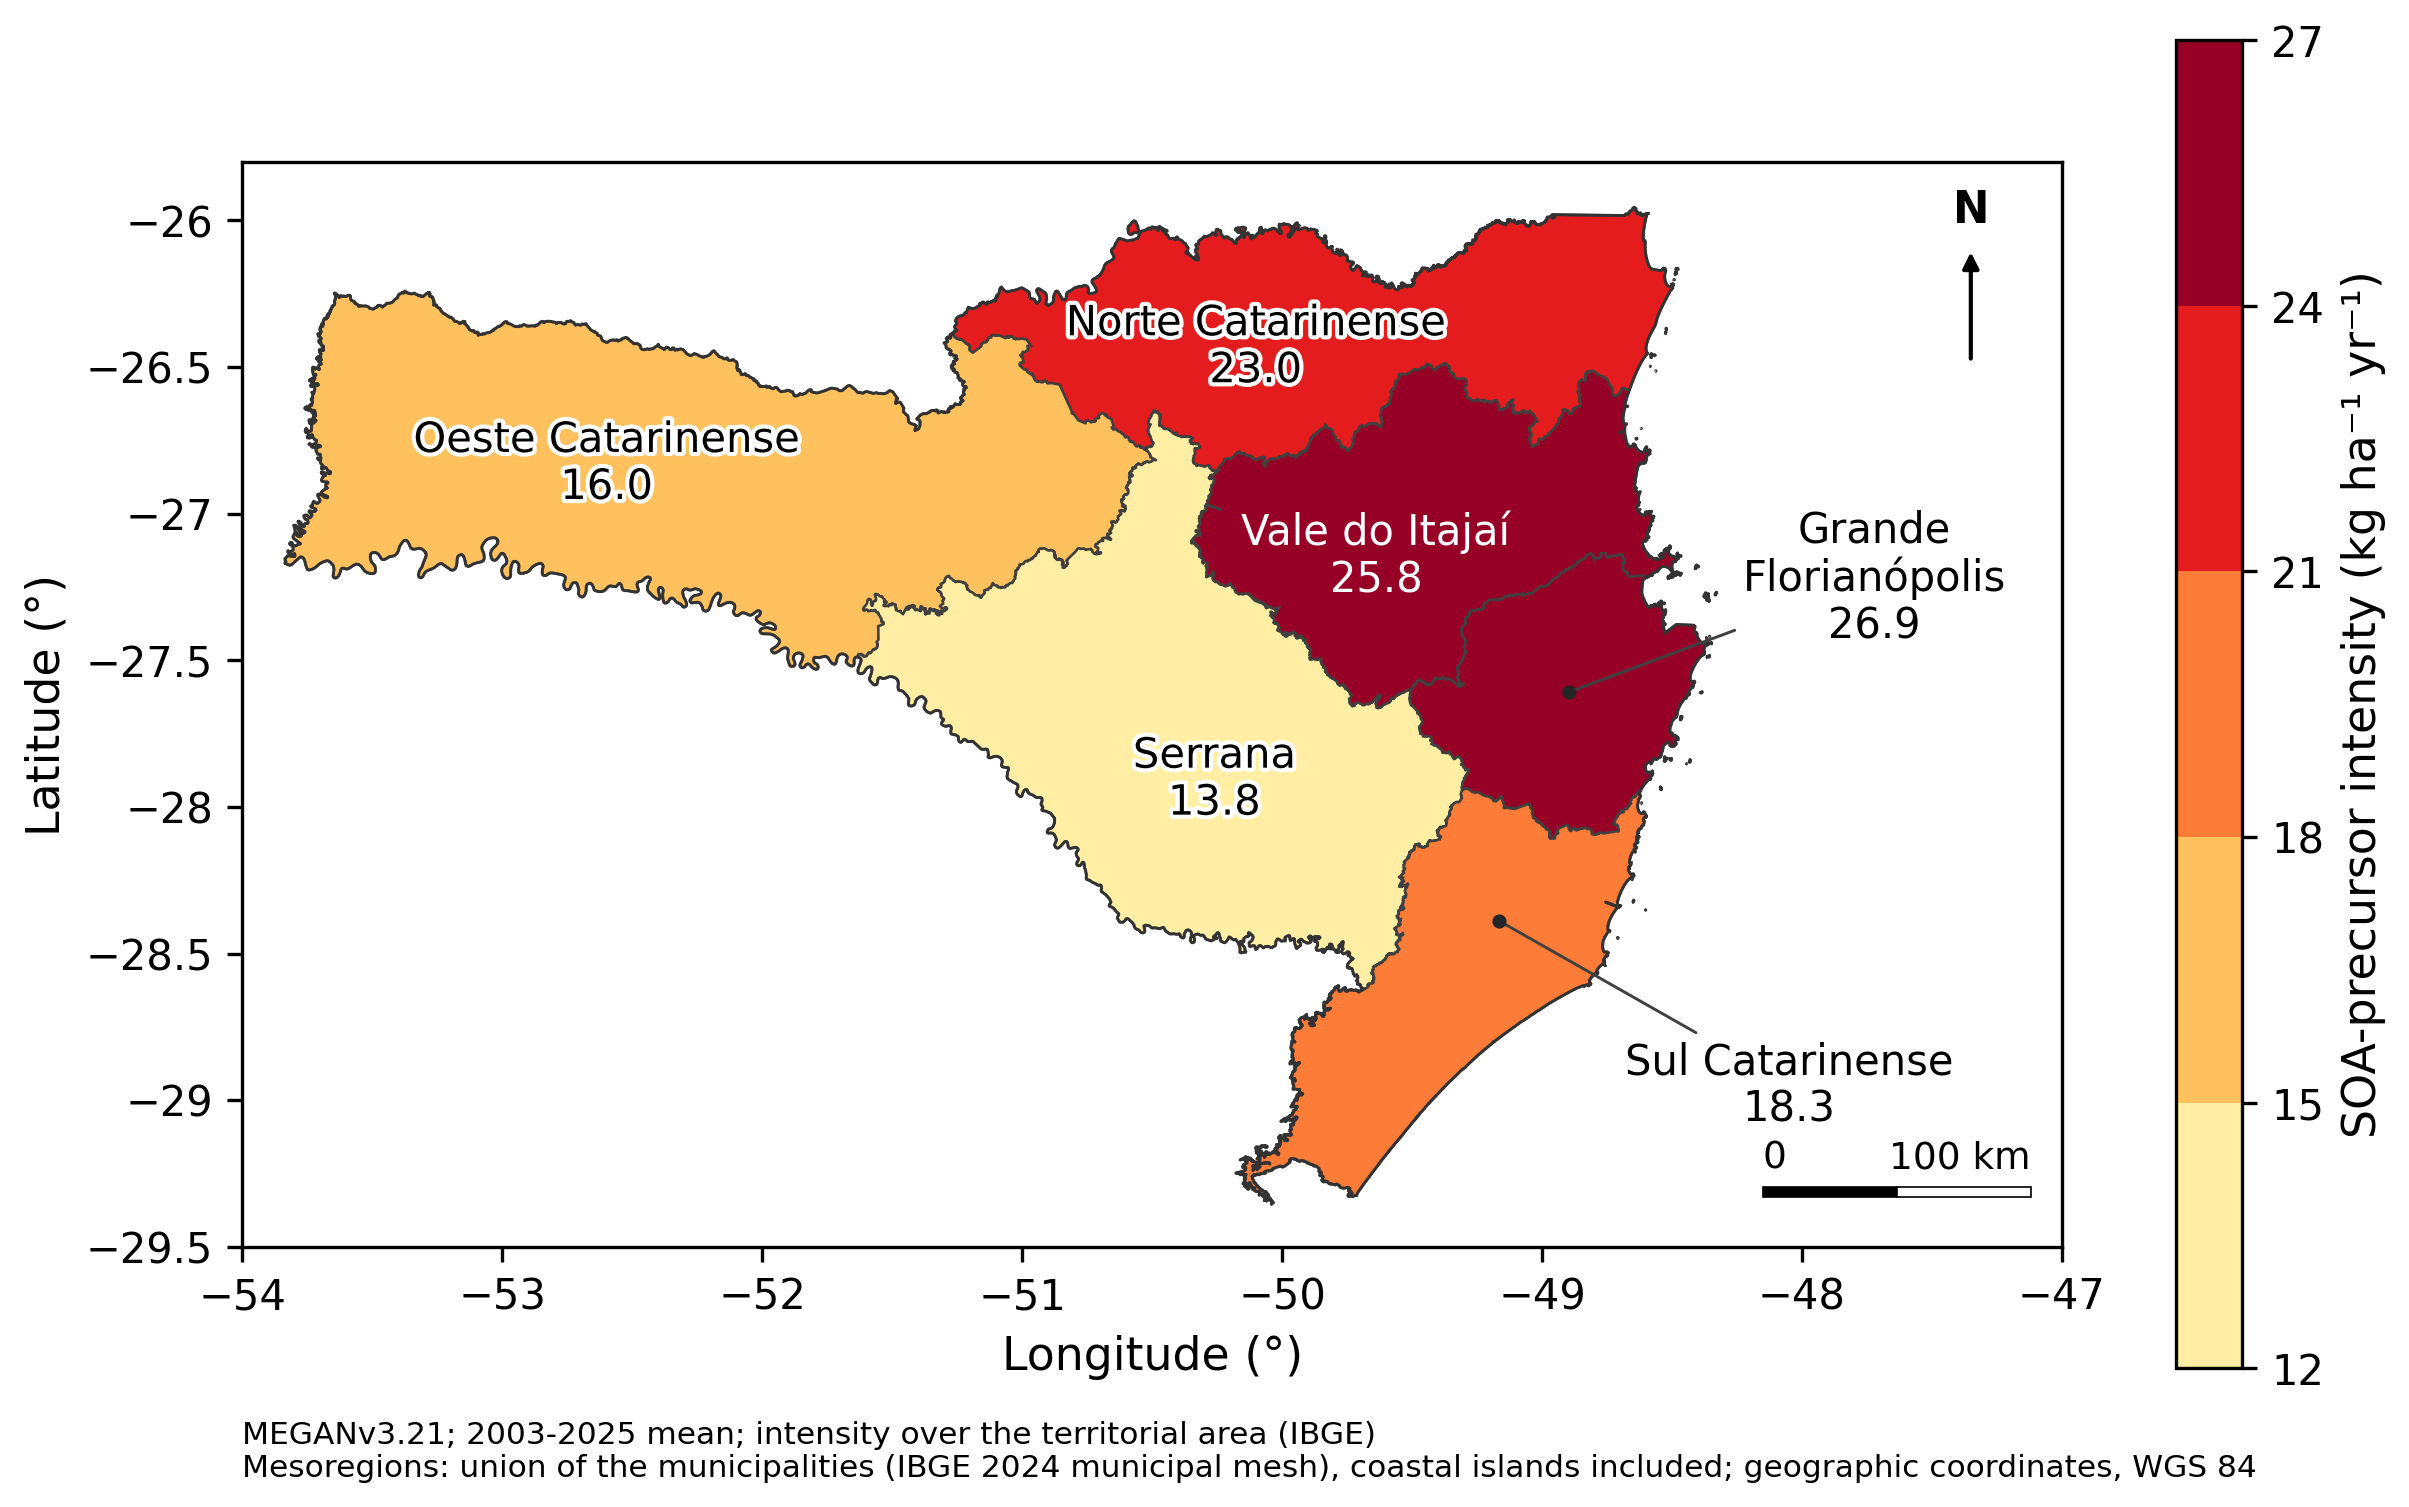 27
−26
N
24
Norte Catarinense
23.0
−26.5
Oeste Catarinense
16.0
−27
Vale do Itajaí
25.8
Grande
Florianópolis
26.9
21
−27.5
Serrana
13.8
−28
18
−28.5
Sul Catarinense
18.3
−29
15
0 100 km
−29.5
−54 −53 −52 −51 −50 −49 −48 −47
12
Latitude (°)
Longitude (°)
SOA-precursor intensity (kg ha⁻¹ yr⁻¹)
MEGANv3.21; 2003-2025 mean; intensity over the territorial area (IBGE)
Mesoregions: union of the municipalities (IBGE 2024 municipal mesh), coastal islands included; geographic coordinates, WGS 84